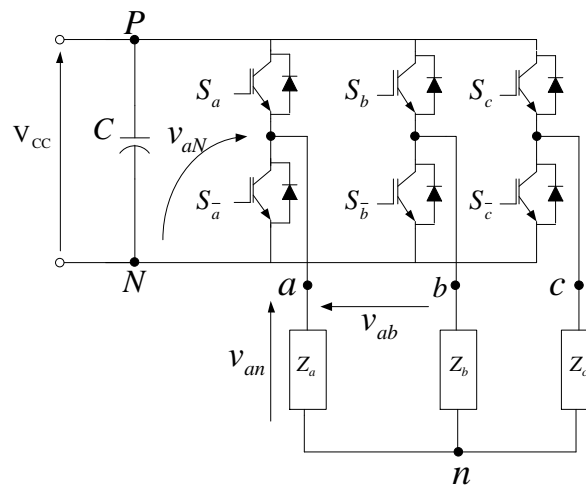 P
S_a
S_b
S_c
V_CC
C
v_aN
S_ā
S_b̄
S_c̄
N
a
b
c
v_ab
v_an
Z_a
Z_b
Z_c
n